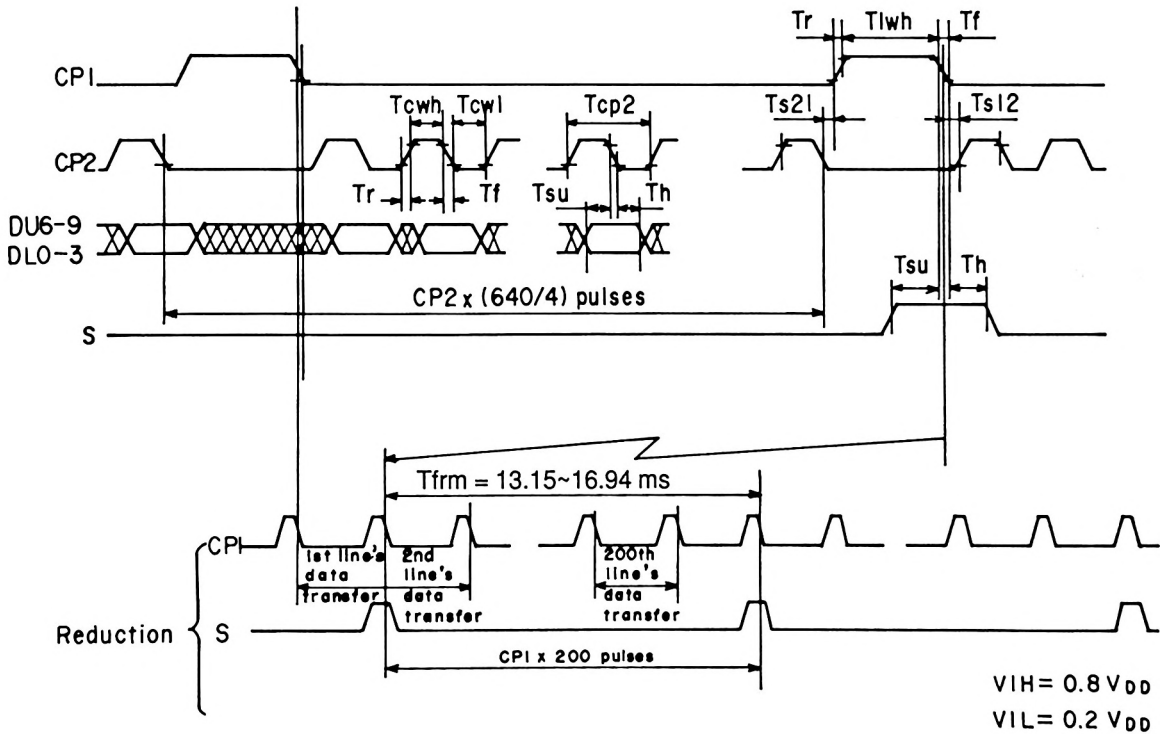 Tr Tlwh Tf
CP1
Tcwh Tcwl Tcp2 Ts21 Ts12
CP2
Tr Tf Tsu Th
DU6-9
DL0-3
Tsu Th
CP2 x (640/4) pulses
S
Tfrm = 13.15~16.94 ms
CP1
1st line's
data
transfer
2nd
line's
data
transfer
200th
line's
data
transfer
Reduction
S
CP1 x 200 pulses
VIH= 0.8 VDD
VIL= 0.2 VDD